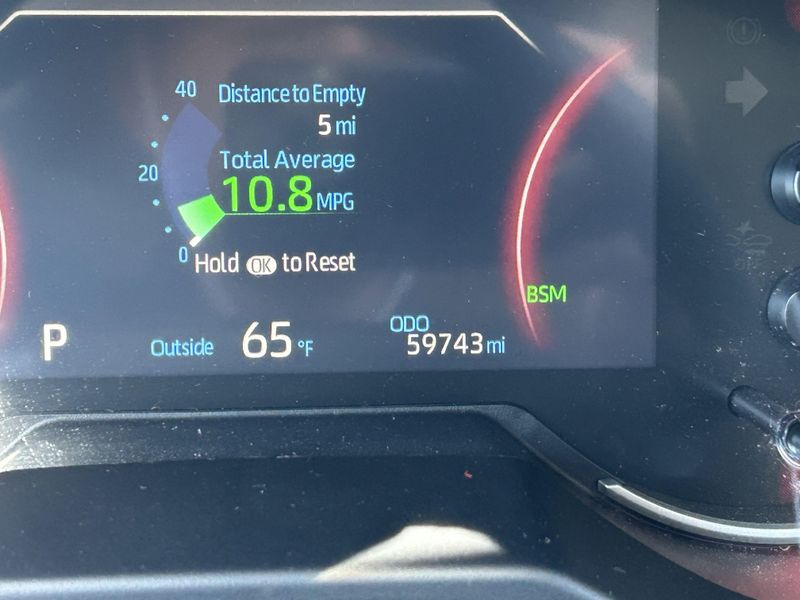 40
Distance to Empty
5 mi
Total Average
20
10.8 MPG
0
Hold OK to Reset
BSM
P
Outside 65 °F
ODO
59743 mi